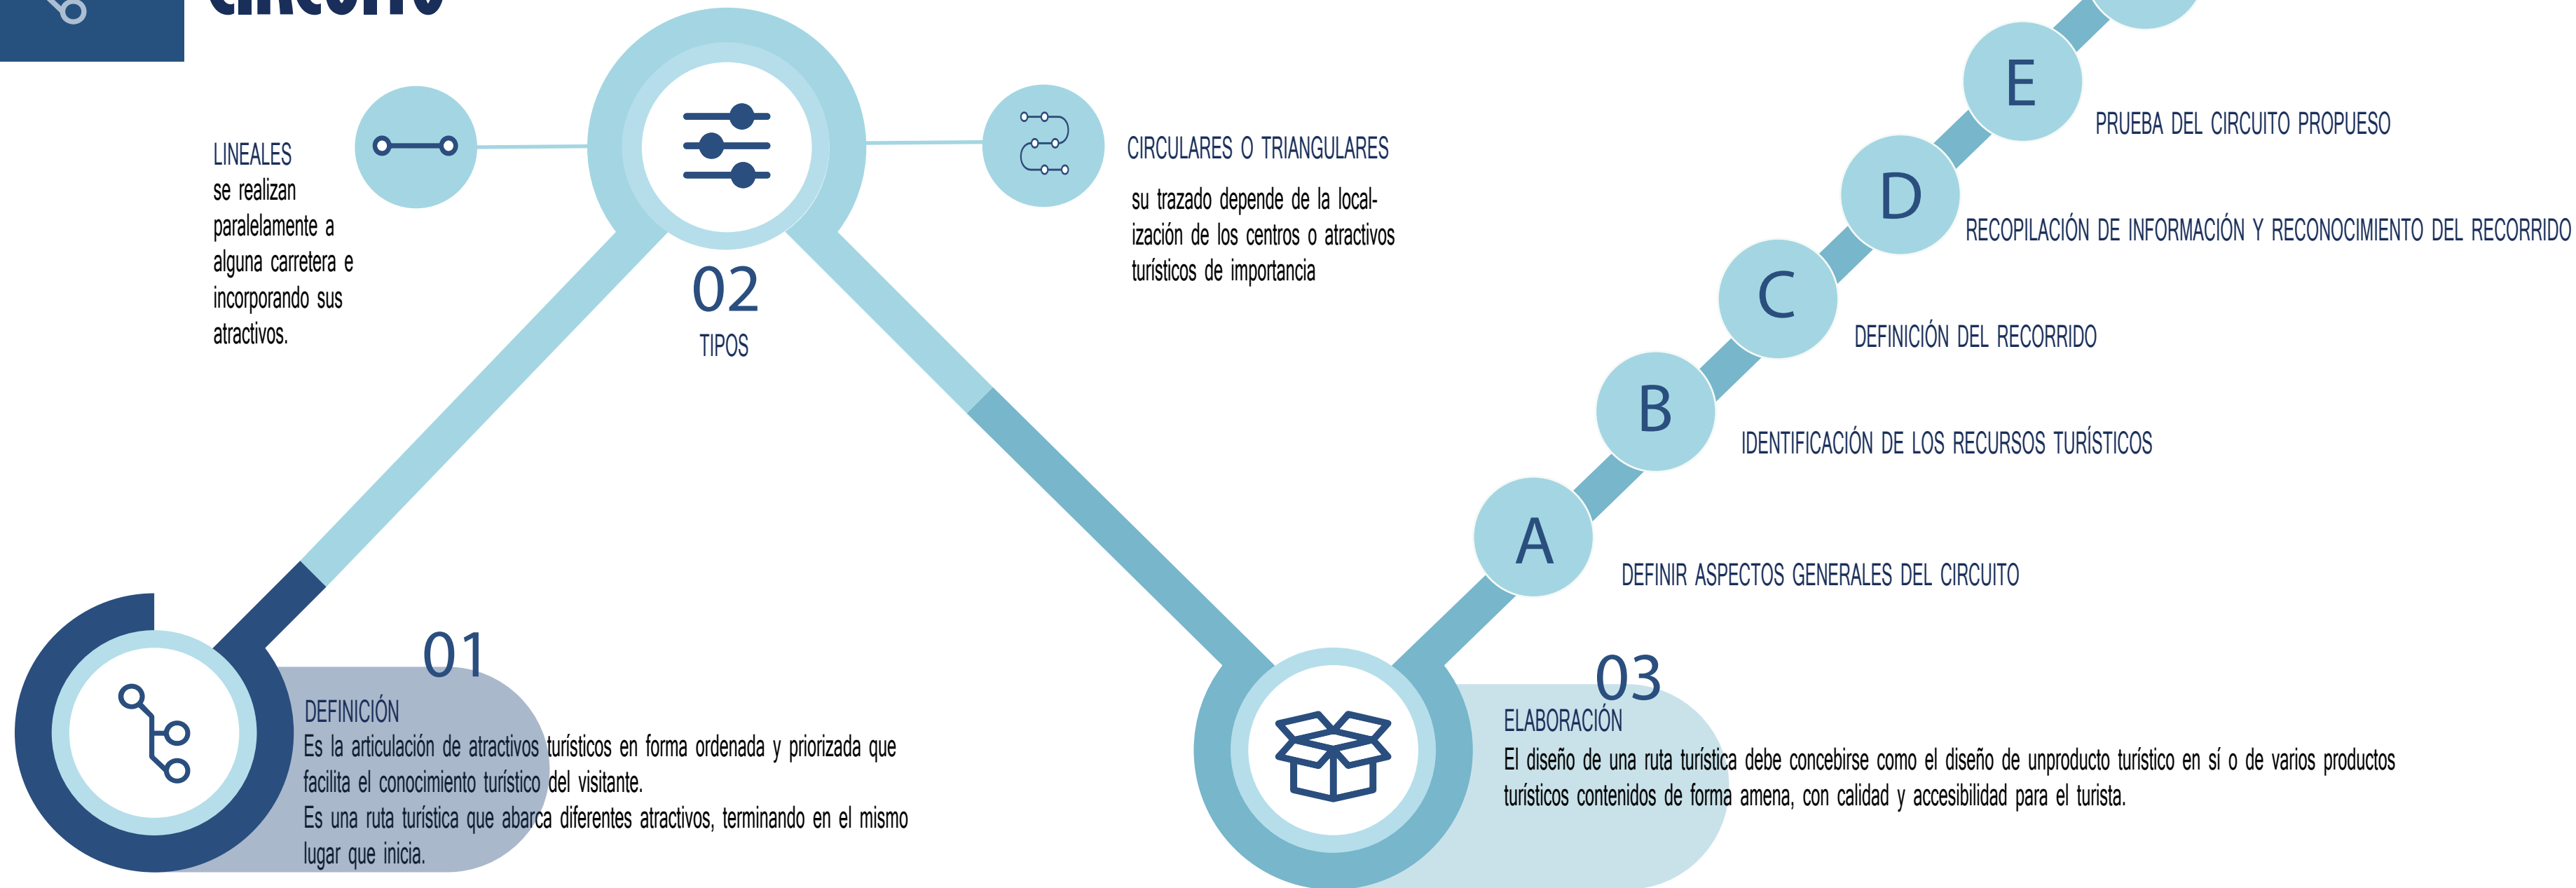 CIRCUITO
LINEALES
se realizan
paralelamente a
alguna carretera e
incorporando sus
atractivos.
02
TIPOS
CIRCULARES O TRIANGULARES
su trazado depende de la local-
ización de los centros o atractivos
turísticos de importancia
01
DEFINICIÓN
Es la articulación de atractivos turísticos en forma ordenada y priorizada que
facilita el conocimiento turístico del visitante.
Es una ruta turística que abarca diferentes atractivos, terminando en el mismo
lugar que inicia.
03
ELABORACIÓN
El diseño de una ruta turística debe concebirse como el diseño de unproducto turístico en sí o de varios productos
turísticos contenidos de forma amena, con calidad y accesibilidad para el turista.
E
PRUEBA DEL CIRCUITO PROPUESO
D
RECOPILACIÓN DE INFORMACIÓN Y RECONOCIMIENTO DEL RECORRIDO
C
DEFINICIÓN DEL RECORRIDO
B
IDENTIFICACIÓN DE LOS RECURSOS TURÍSTICOS
A
DEFINIR ASPECTOS GENERALES DEL CIRCUITO